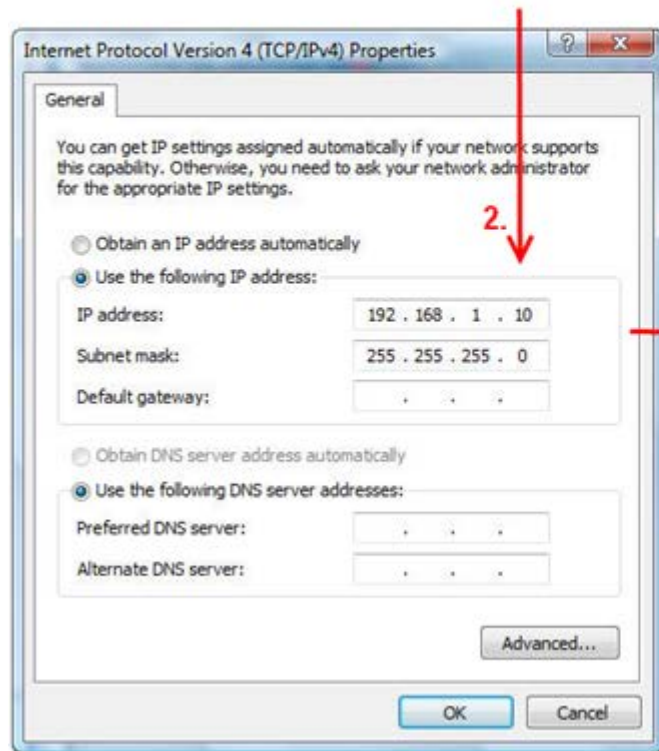 Internet Protocol Version 4 (TCP/IPv4) Properties
General
You can get IP settings assigned automatically if your network supports
this capability. Otherwise, you need to ask your network administrator
for the appropriate IP settings.
2.
Obtain an IP address automatically
Use the following IP address:
IP address: 192 . 168 . 1 . 10
Subnet mask: 255 . 255 . 255 . 0
Default gateway: . . .
Obtain DNS server address automatically
Use the following DNS server addresses:
Preferred DNS server: . . .
Alternate DNS server: . . .
Advanced...
OK Cancel